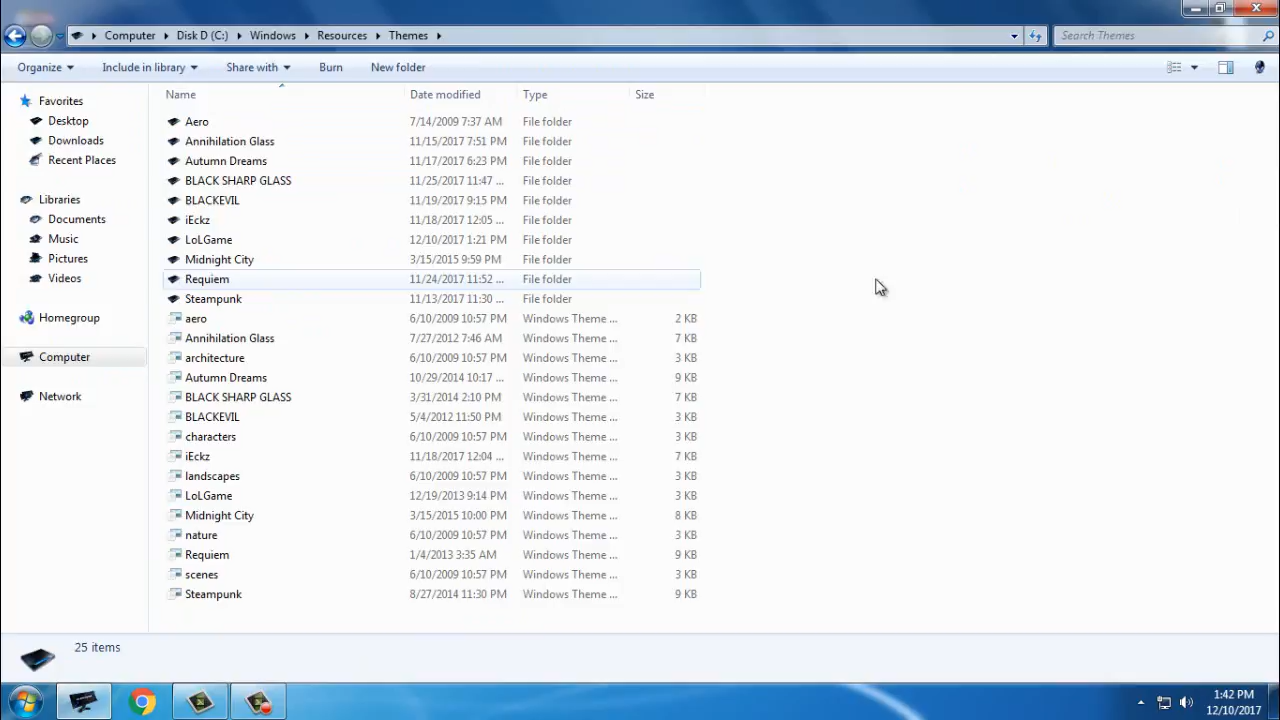 Computer Disk D (C:) Windows Resources Themes Search Themes
Organize Include in library Share with Burn New folder
Name Date modified Type Size
Favorites
Desktop
Downloads
Recent Places
Libraries
Documents
Music
Pictures
Videos
Homegroup
Computer
Network
Aero 7/14/2009 7:37 AM File folder
Annihilation Glass 11/15/2017 7:51 PM File folder
Autumn Dreams 11/17/2017 6:23 PM File folder
BLACK SHARP GLASS 11/25/2017 11:47 ... File folder
BLACKEVIL 11/19/2017 9:15 PM File folder
iEckz 11/18/2017 12:05 ... File folder
LoLGame 12/10/2017 1:21 PM File folder
Midnight City 3/15/2015 9:59 PM File folder
Requiem 11/24/2017 11:52 ... File folder
Steampunk 11/13/2017 11:30 ... File folder
aero 6/10/2009 10:57 PM Windows Theme ... 2 KB
Annihilation Glass 7/27/2012 7:46 AM Windows Theme ... 7 KB
architecture 6/10/2009 10:57 PM Windows Theme ... 3 KB
Autumn Dreams 10/29/2014 10:17 ... Windows Theme ... 9 KB
BLACK SHARP GLASS 3/31/2014 2:10 PM Windows Theme ... 7 KB
BLACKEVIL 5/4/2012 11:50 PM Windows Theme ... 3 KB
characters 6/10/2009 10:57 PM Windows Theme ... 3 KB
iEckz 11/18/2017 12:04 ... Windows Theme ... 7 KB
landscapes 6/10/2009 10:57 PM Windows Theme ... 3 KB
LoLGame 12/19/2013 9:14 PM Windows Theme ... 3 KB
Midnight City 3/15/2015 10:00 PM Windows Theme ... 8 KB
nature 6/10/2009 10:57 PM Windows Theme ... 3 KB
Requiem 1/4/2013 3:35 AM Windows Theme ... 9 KB
scenes 6/10/2009 10:57 PM Windows Theme ... 3 KB
Steampunk 8/27/2014 11:30 PM Windows Theme ... 9 KB
25 items
1:42 PM
12/10/2017